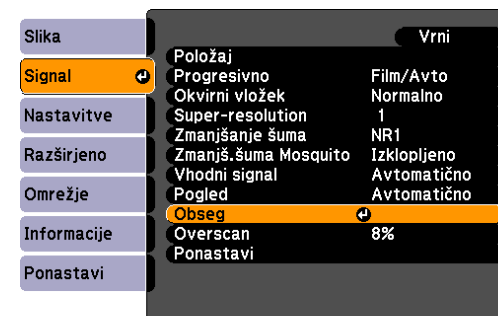 Slika
Signal
Nastavitve
Razširjeno
Omrežje
Informacije
Ponastavi
Vrni
Položaj
Progresivno Film/Avto
Okvirni vložek Normalno
Super-resolution 1
Zmanjšanje šuma NR1
Zmanjš.šuma Mosquito Izklopljeno
Vhodni signal Avtomatično
Pogled Avtomatično
Obseg
Overscan 8%
Ponastavi